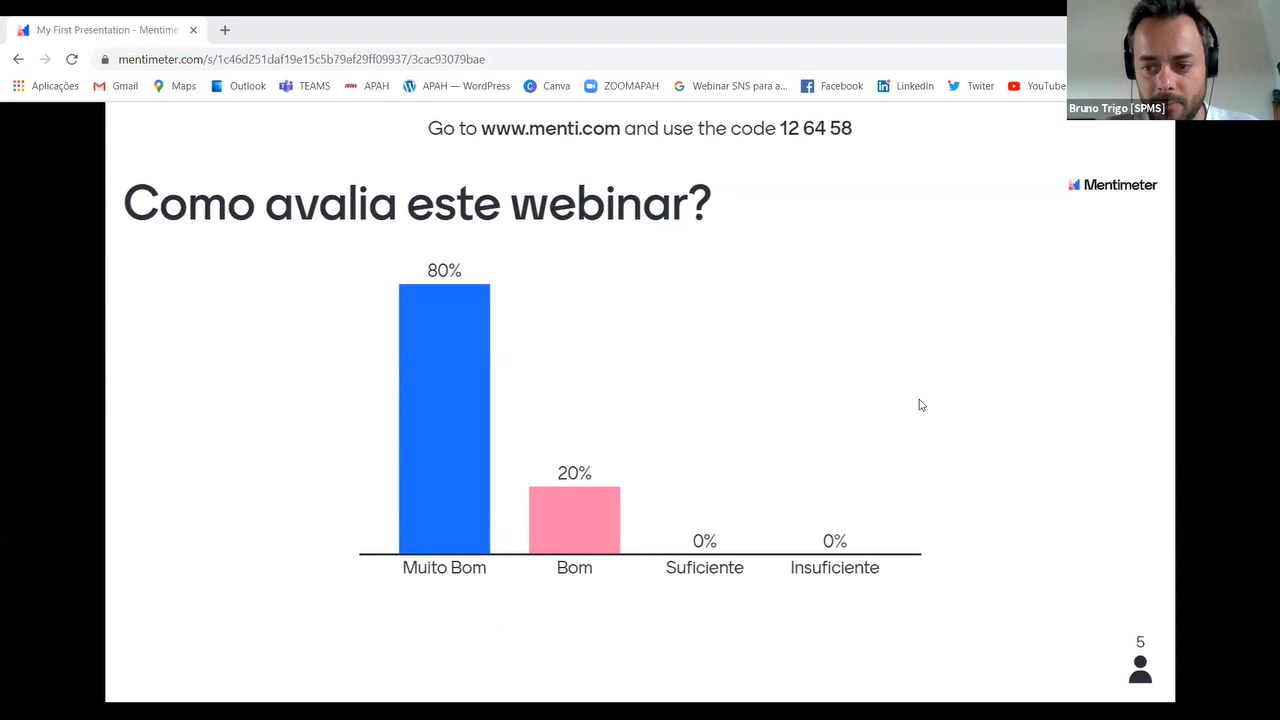 My First Presentation - Mentime
mentimeter.com/s/1c46d251daf19e15c5b79ef29ff09937/3cac93079bae
Aplicações Gmail Maps Outlook TEAMS APAH APAH — WordPress Canva ZOOMAPAH Webinar SNS para a... Facebook LinkedIn Twiter YouTube
Bruno Trigo [SPMS]
Go to www.menti.com and use the code 12 64 58
Mentimeter
Como avalia este webinar?
80%
20%
0% 0%
Muito Bom Bom Suficiente Insuficiente
5